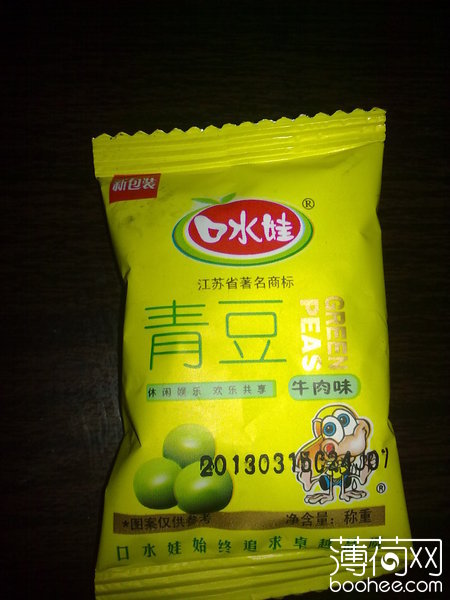 新包装
口水娃®
江苏省著名商标
青豆
GREEN
PEAS
休闲娱乐 欢乐共享
牛肉味
*图案仅供参考
净含量: 称重
®
口水娃始终追求卓越
薄荷网
boohee.com